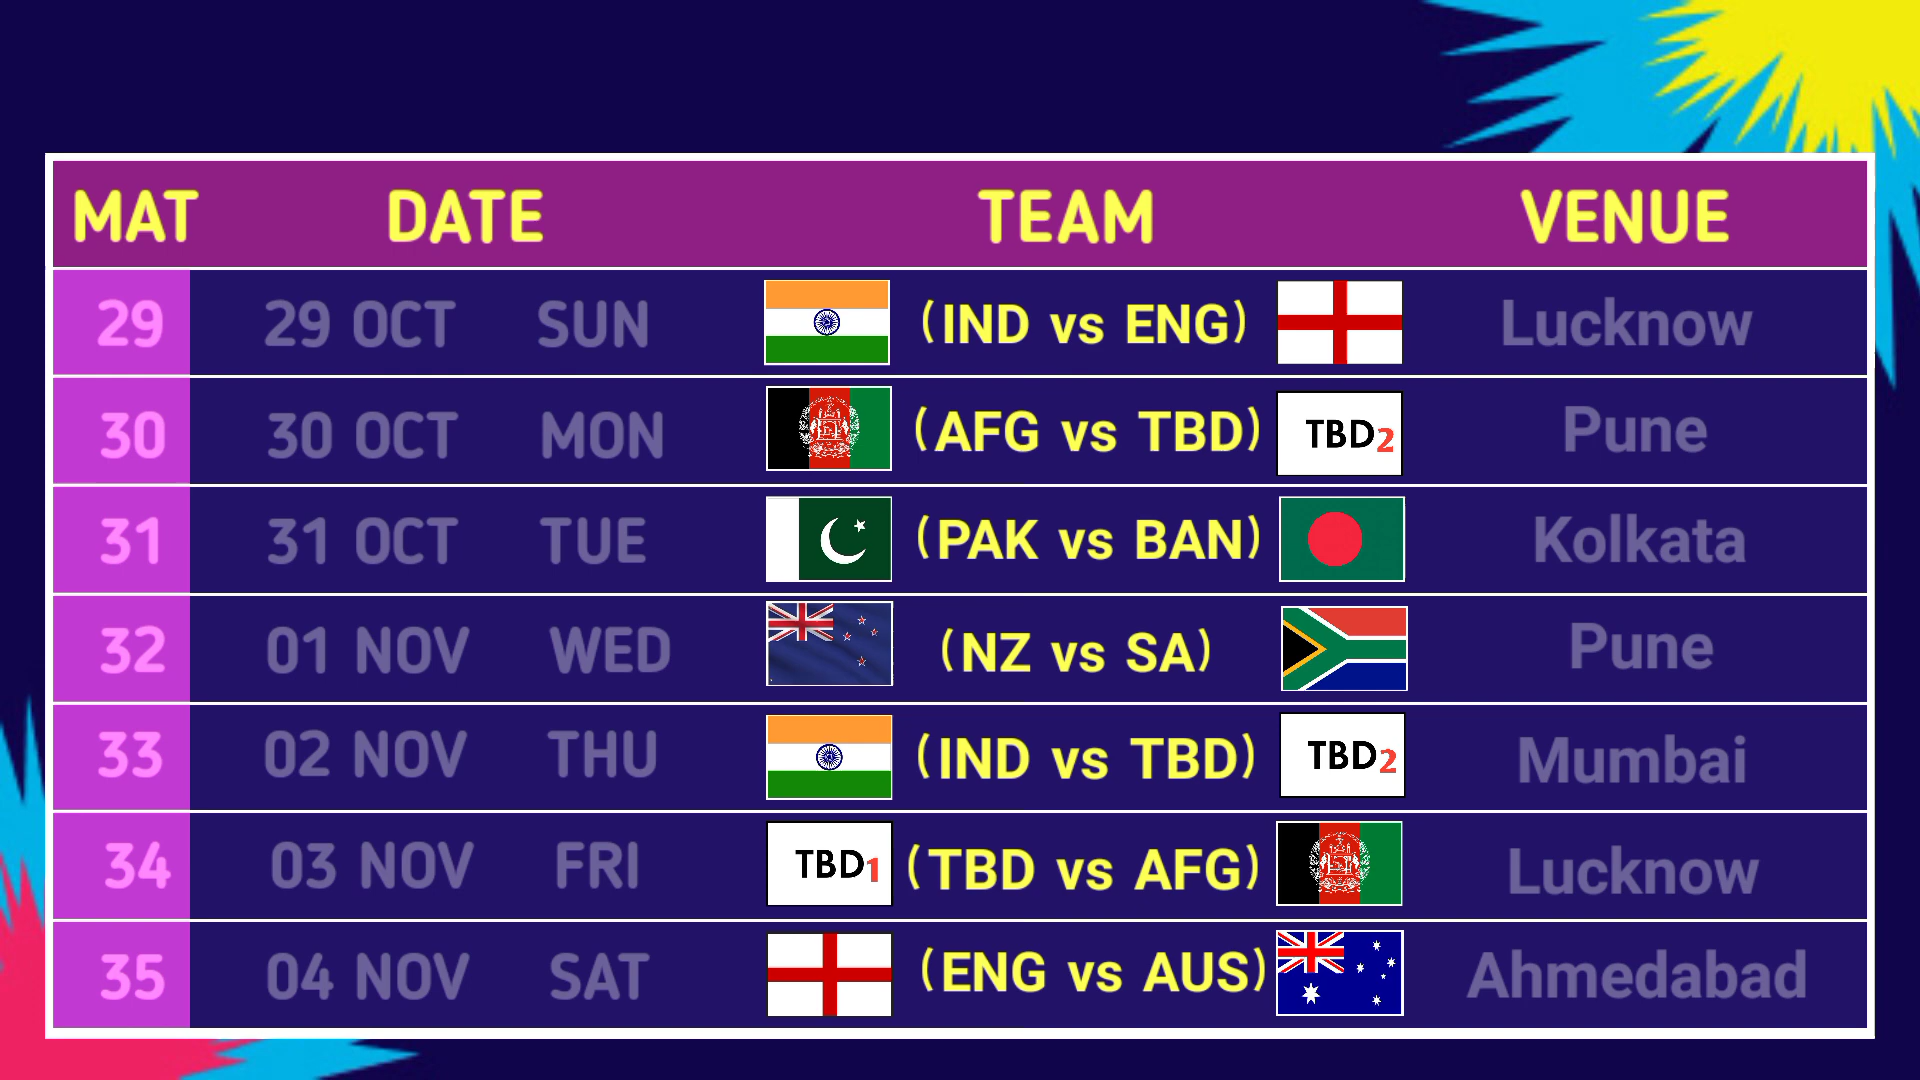 MAT DATE TEAM VENUE
29 29 OCT SUN (IND vs ENG) Lucknow
30 30 OCT MON (AFG vs TBD) TBD2 Pune
31 31 OCT TUE (PAK vs BAN) Kolkata
32 01 NOV WED (NZ vs SA) Pune
33 02 NOV THU (IND vs TBD) TBD2 Mumbai
34 03 NOV FRI TBD1 (TBD vs AFG) Lucknow
35 04 NOV SAT (ENG vs AUS) Ahmedabad